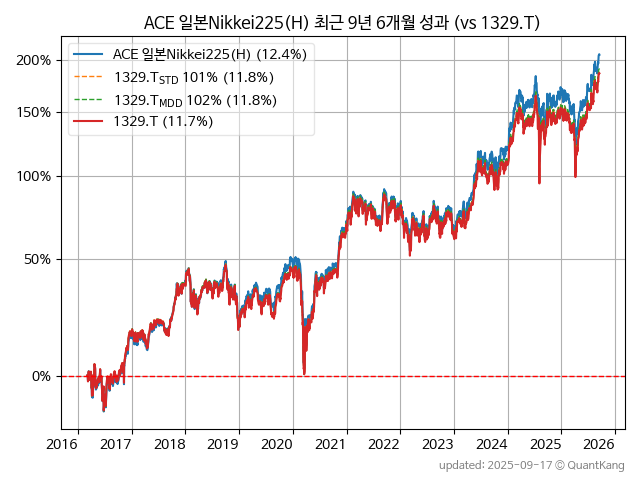 ACE 일본Nikkei225(H) 최근 9년 6개월 성과 (vs 1329.T)
ACE 일본Nikkei225(H) (12.4%)
1329.T_STD 101% (11.8%)
1329.T_MDD 102% (11.8%)
1329.T (11.7%)
200%
150%
100%
50%
0%
2016 2017 2018 2019 2020 2021 2022 2023 2024 2025 2026
updated: 2025-09-17 © QuantKang